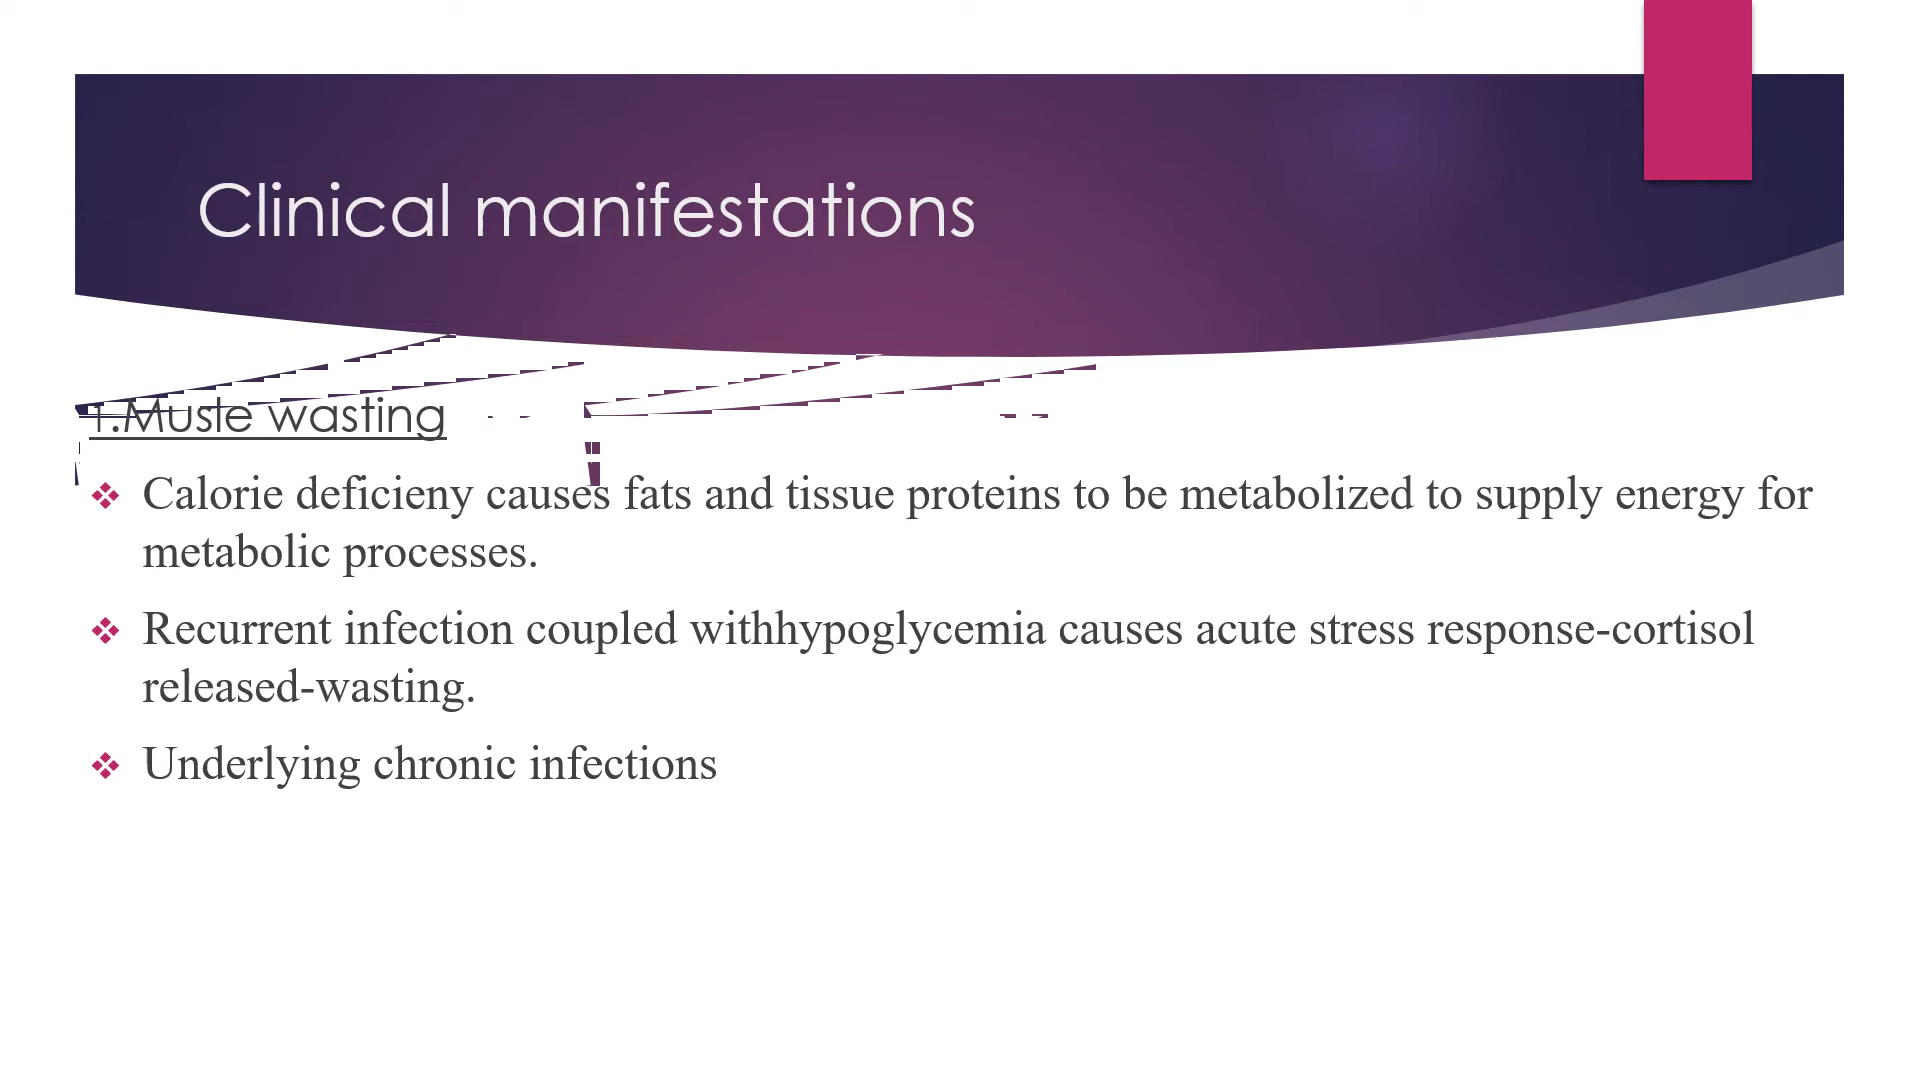 Clinical manifestations
1.Musle wasting
❖ Calorie deficieny causes fats and tissue proteins to be metabolized to supply energy for
metabolic processes.
❖ Recurrent infection coupled withhypoglycemia causes acute stress response-cortisol
released-wasting.
❖ Underlying chronic infections